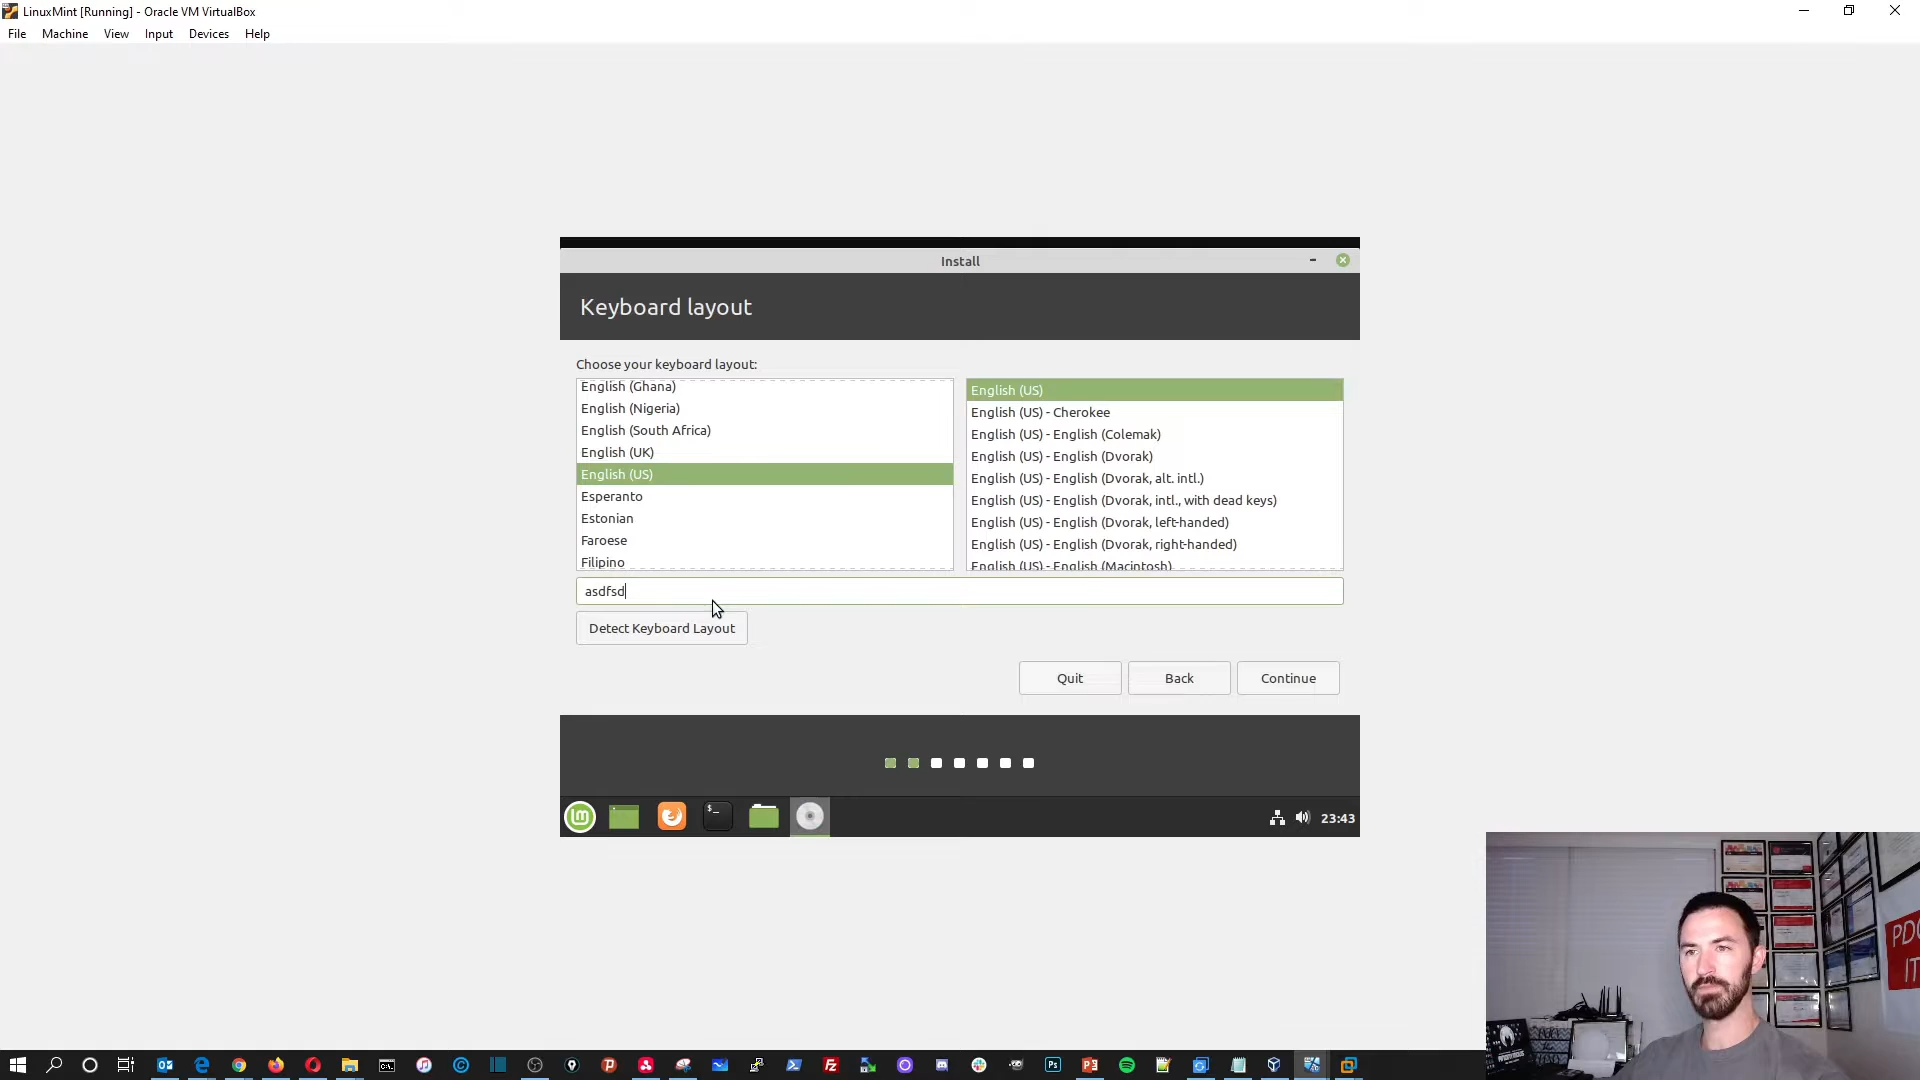 LinuxMint [Running] - Oracle VM VirtualBox
File Machine View Input Devices Help
Install
Keyboard layout
Choose your keyboard layout:
English (Ghana)
English (Nigeria)
English (South Africa)
English (UK)
English (US)
Esperanto
Estonian
Faroese
Filipino
English (US)
English (US) - Cherokee
English (US) - English (Colemak)
English (US) - English (Dvorak)
English (US) - English (Dvorak, alt. intl.)
English (US) - English (Dvorak, intl., with dead keys)
English (US) - English (Dvorak, left-handed)
English (US) - English (Dvorak, right-handed)
English (US) - English (Macintosh)
asdfsd
Detect Keyboard Layout
Quit Back Continue
23:43
PDC
IT